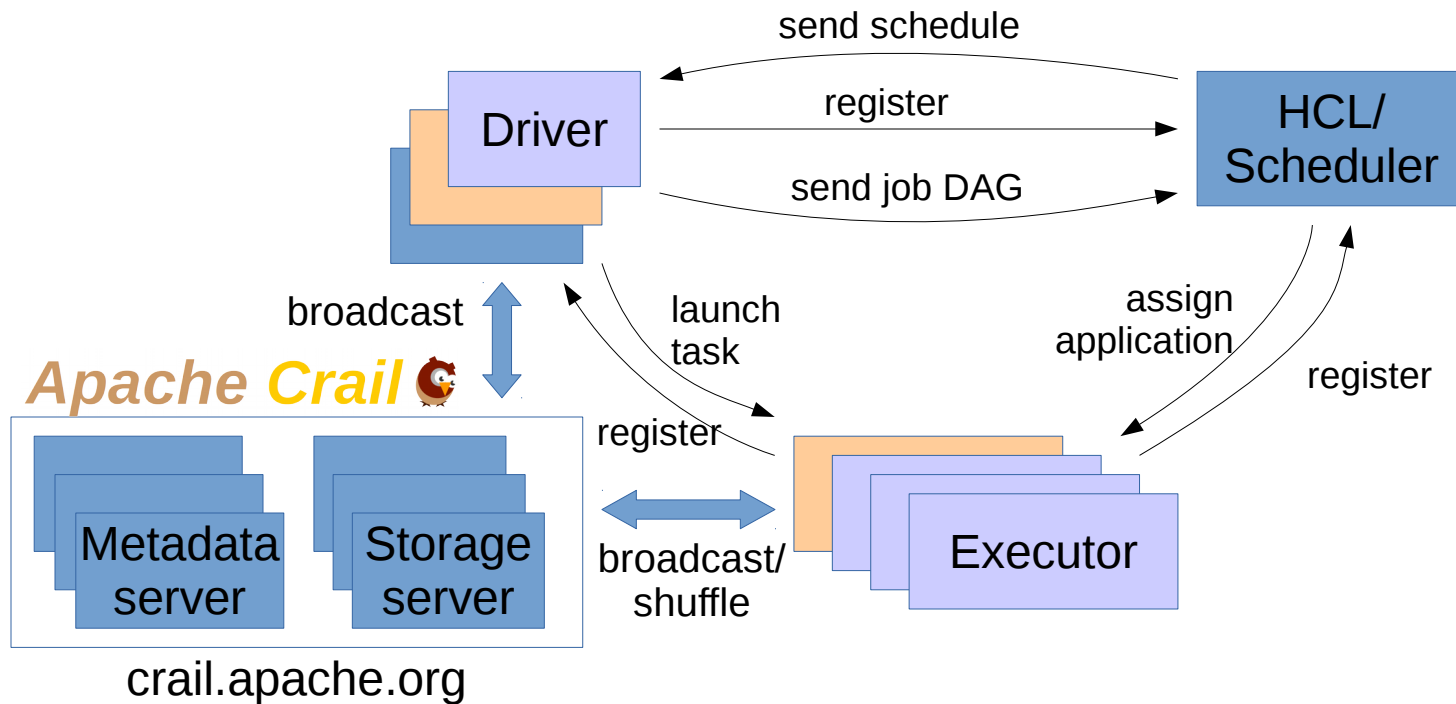 send schedule
Driver
register
HCL/
Scheduler
send job DAG
broadcast
launch
task
assign
application
register
Apache Crail
register
Metadata
server
Storage
server
broadcast/
shuffle
Executor
crail.apache.org